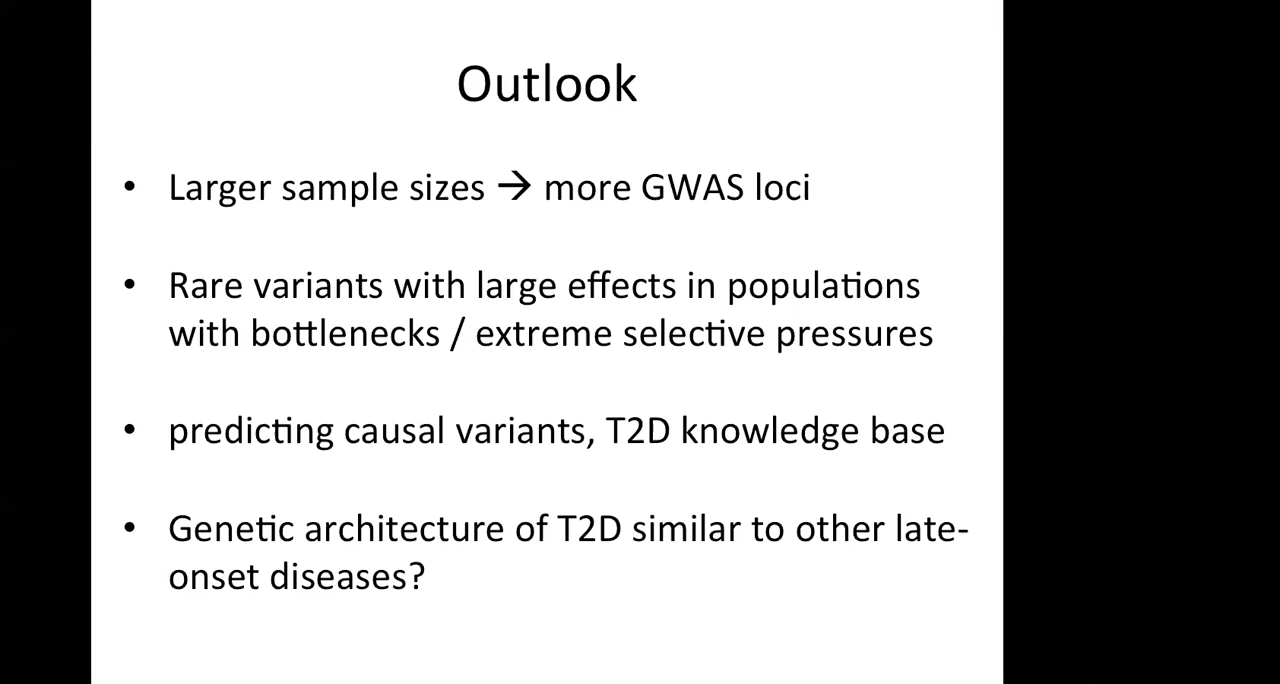 Outlook
• Larger sample sizes → more GWAS loci
• Rare variants with large effects in populations
with bottlenecks / extreme selective pressures
• predicting causal variants, T2D knowledge base
• Genetic architecture of T2D similar to other late-
onset diseases?